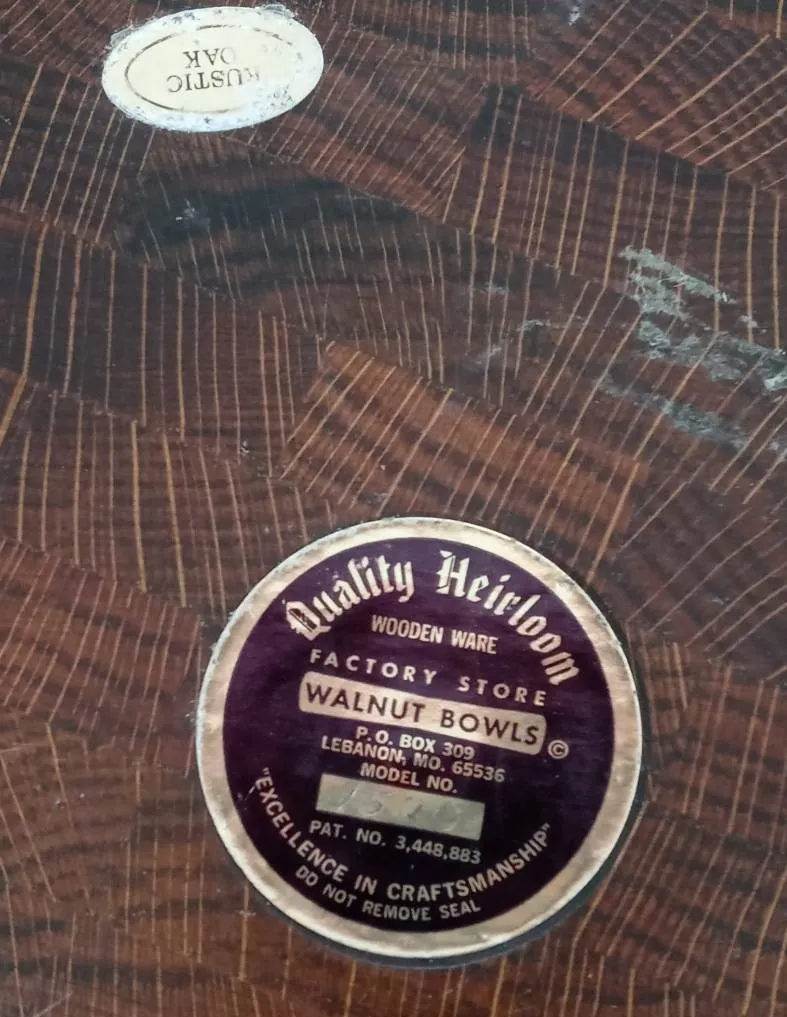 RUSTIC
OAK
Quality Heirloom
WOODEN WARE
FACTORY STORE
WALNUT BOWLS ©
P.O. BOX 309
LEBANON, MO. 65536
MODEL NO.
PAT. NO. 3,448,883
"EXCELLENCE IN CRAFTSMANSHIP"
DO NOT REMOVE SEAL